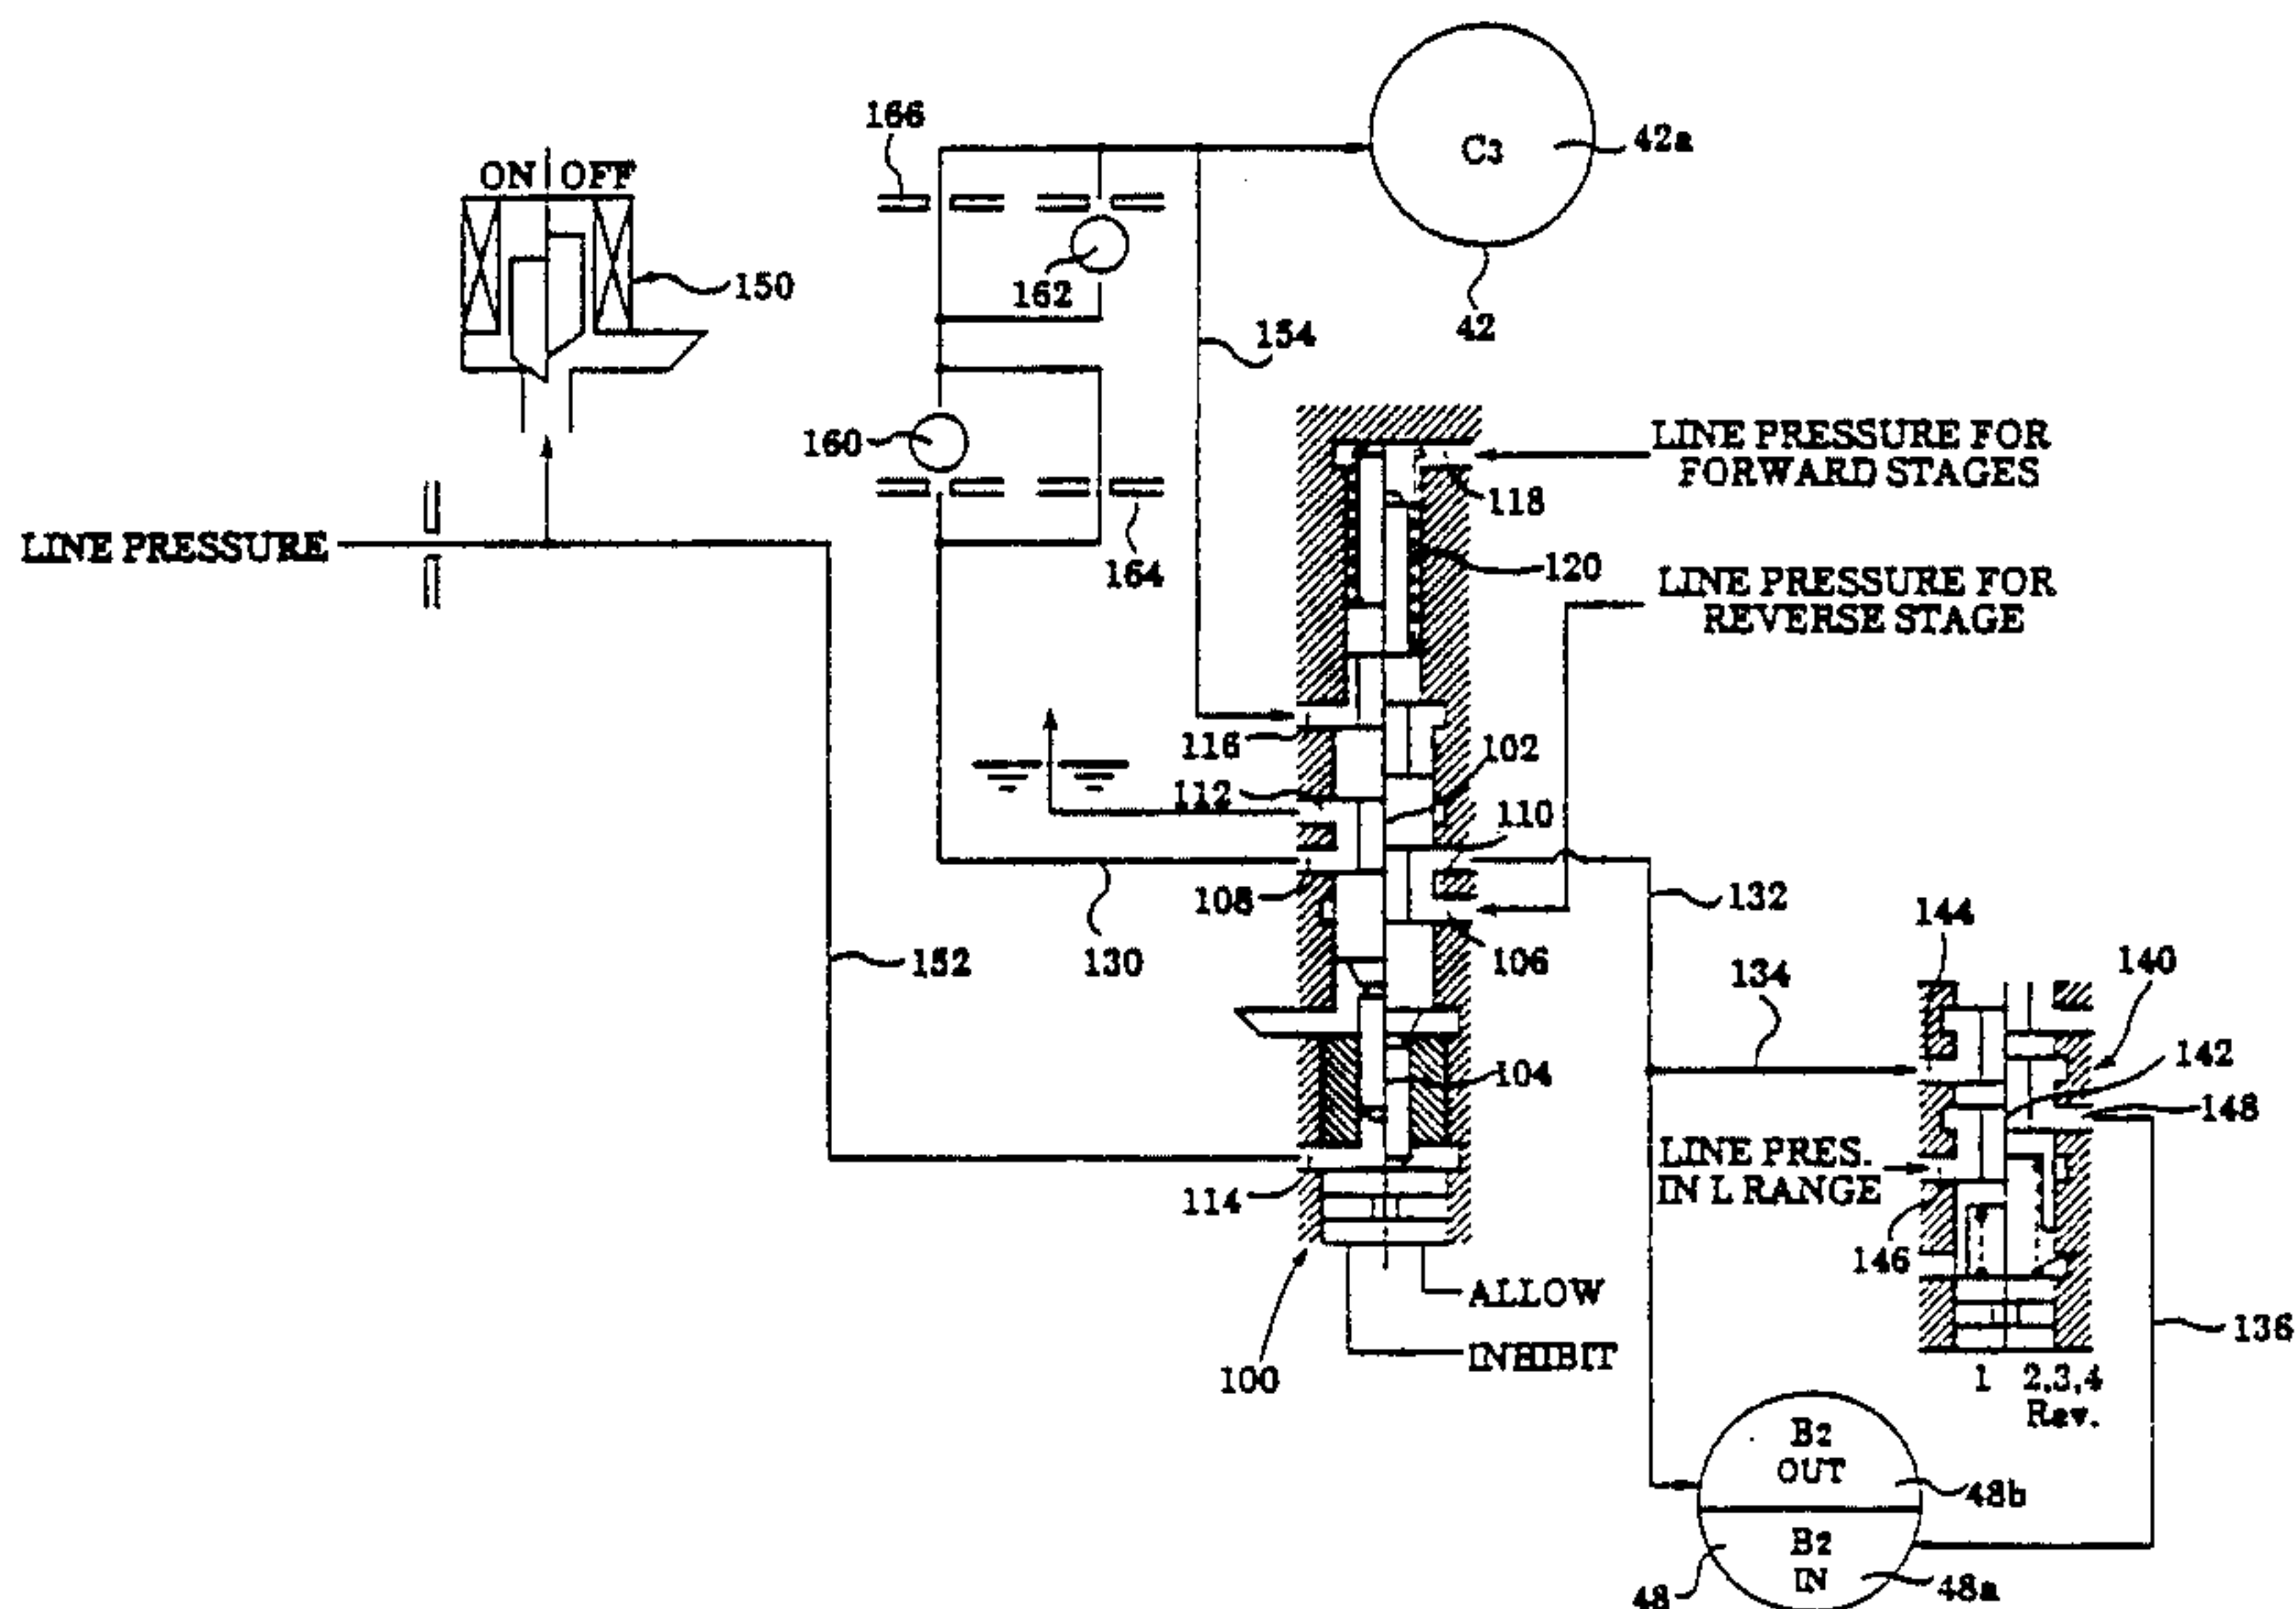 166
C3
42a
ON OFF
150
162
42
154
160
LINE PRESSURE FOR
FORWARD STAGES
118
LINE PRESSURE
164
120
LINE PRESSURE FOR
REVERSE STAGE
116
102
112
110
108
132
144
152
130
106
134
140
142
104
148
LINE PRES.
IN L RANGE
114
146
ALLOW
136
INHIBIT
100
1 2,3,4
Rev.
B2
OUT
48b
B2
IN
48
48a